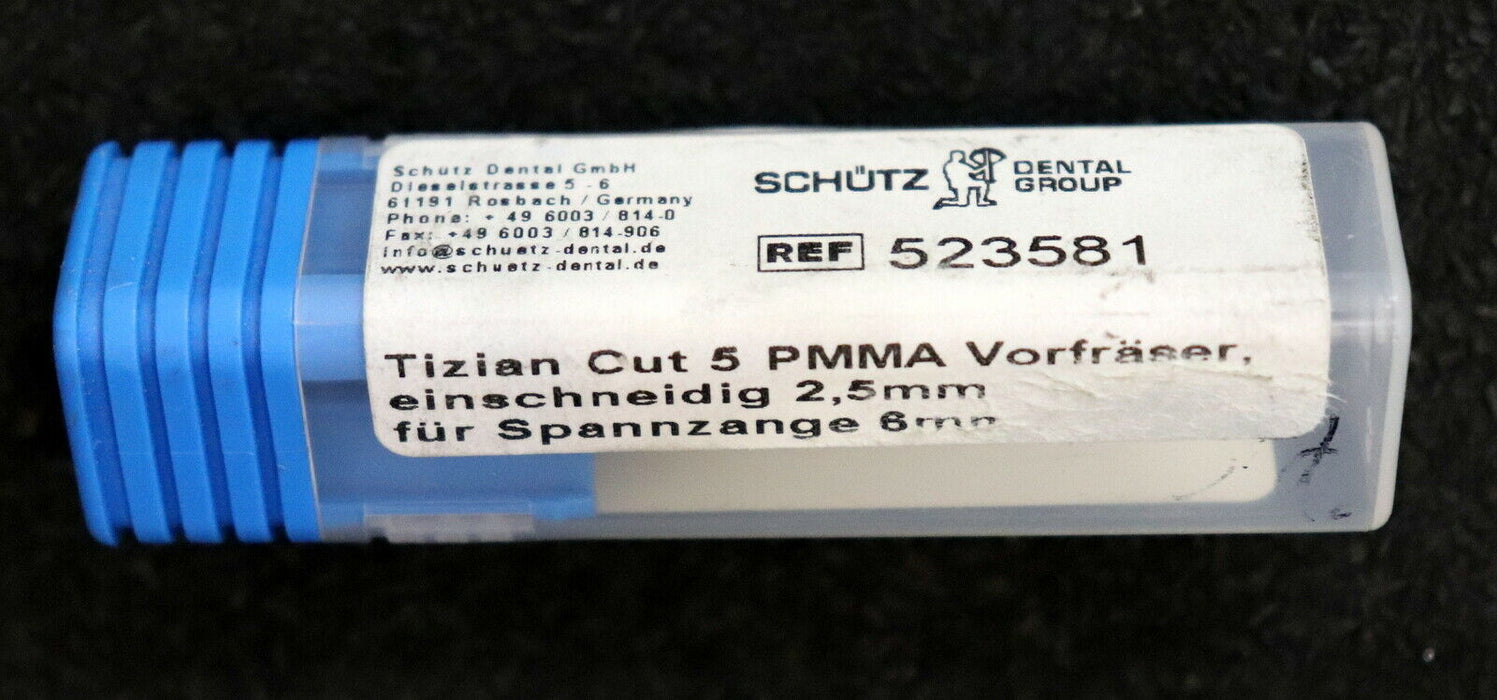 Schütz Dental GmbH
Dieselstrasse 5 - 6
61191 Rosbach / Germany
Phone: + 49 6003 / 814-0
Fax: +49 6003 / 814-906
info@schuetz-dental.de
www.schuetz-dental.de
SCHÜTZ DENTAL GROUP
REF 523581
Tizian Cut 5 PMMA Vorfräser,
einschneidig 2,5mm
für Spannzange 6mm